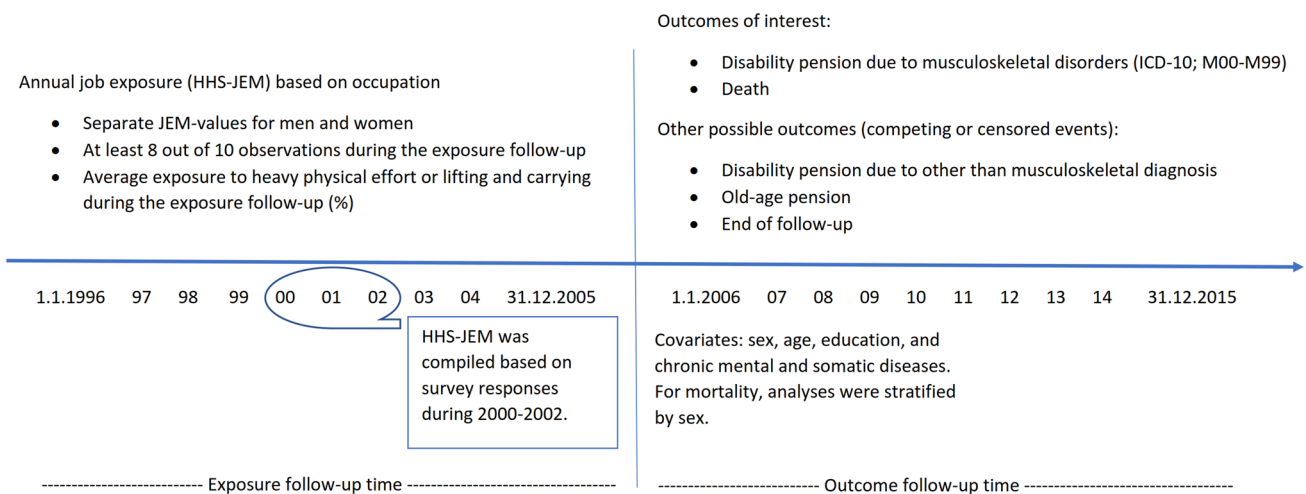 Annual job exposure (HHS-JEM) based on occupation
• Separate JEM-values for men and women
• At least 8 out of 10 observations during the exposure follow-up
• Average exposure to heavy physical effort or lifting and carrying
during the exposure follow-up (%)
Outcomes of interest:
• Disability pension due to musculoskeletal disorders (ICD-10; M00-M99)
• Death
Other possible outcomes (competing or censored events):
• Disability pension due to other than musculoskeletal diagnosis
• Old-age pension
• End of follow-up
1.1.1996 97 98 99 00 01 02 03 04 31.12.2005 1.1.2006 07 08 09 10 11 12 13 14 31.12.2015
HHS-JEM was
compiled based on
survey responses
during 2000-2002.
Covariates: sex, age, education, and
chronic mental and somatic diseases.
For mortality, analyses were stratified
by sex.
------------------------- Exposure follow-up time --------------------------------
------------------------- Outcome follow-up time --------------------------------